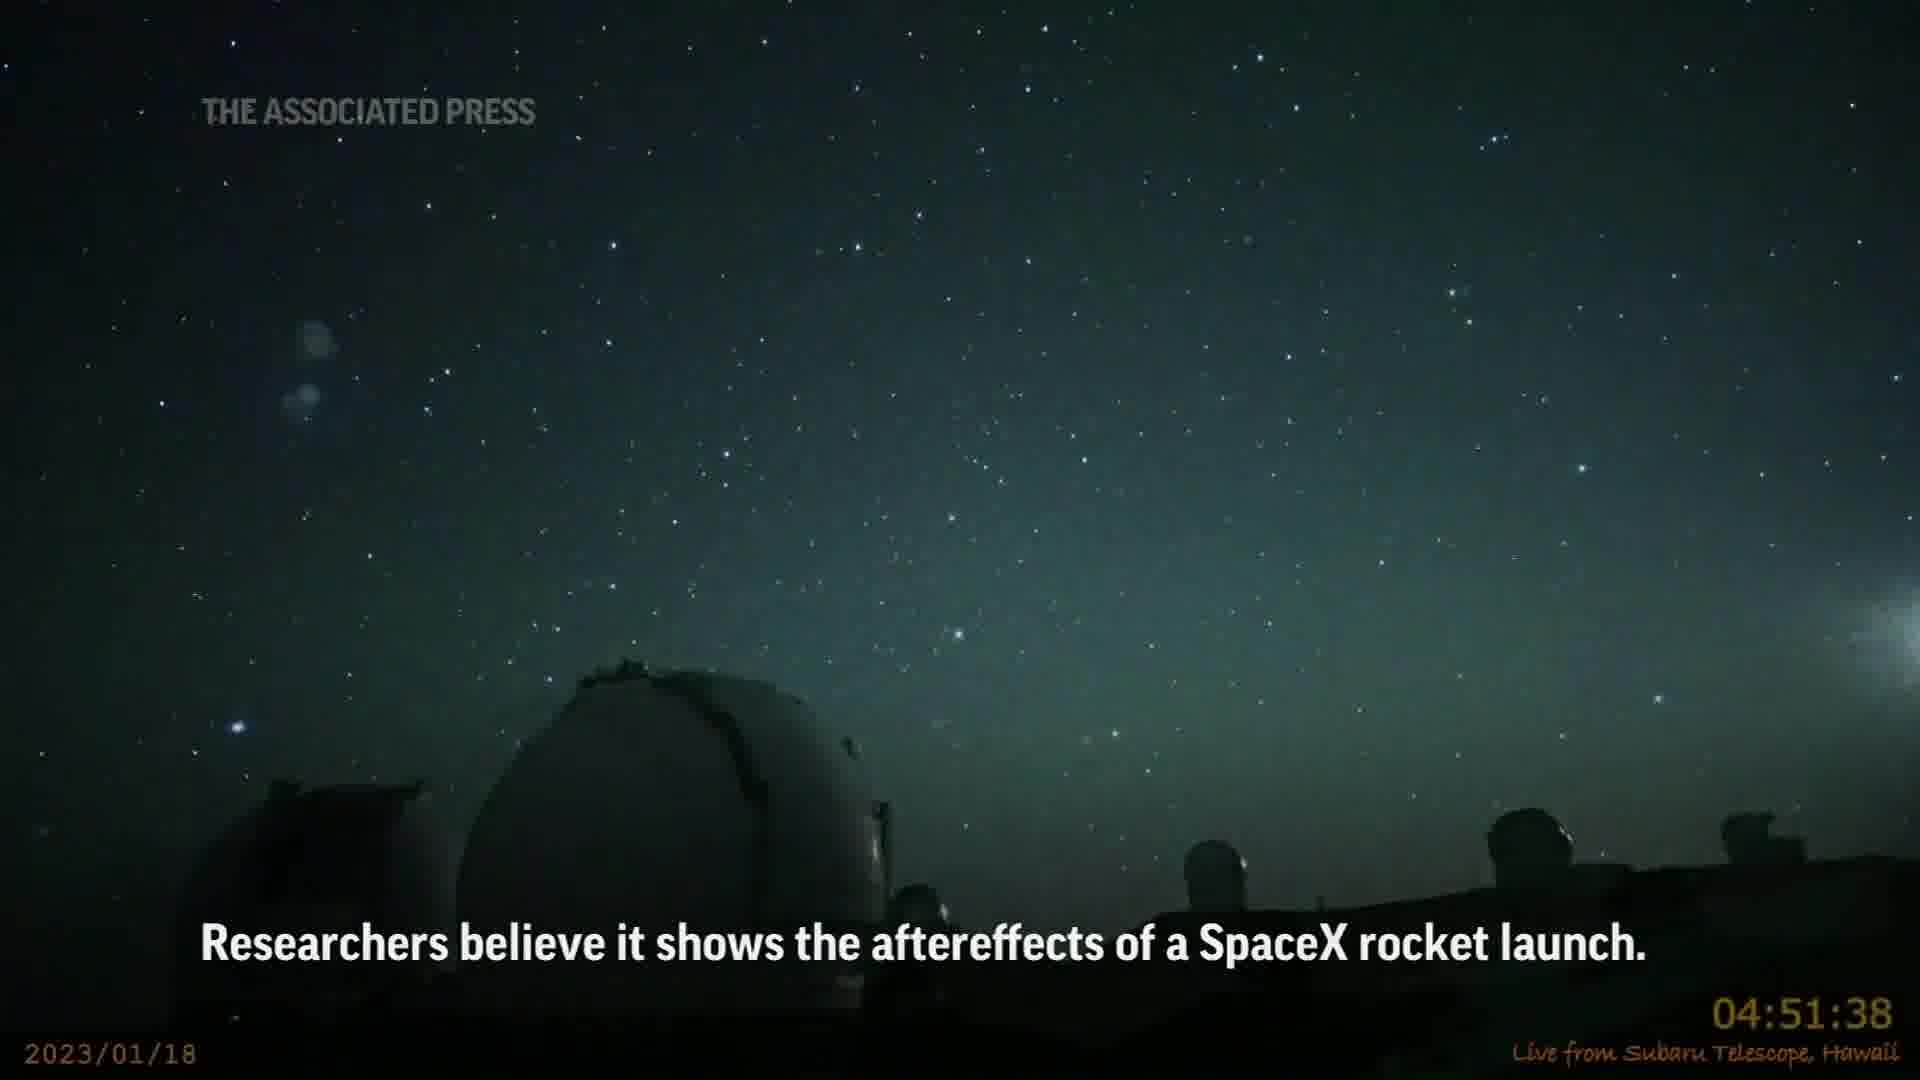 THE ASSOCIATED PRESS
Researchers believe it shows the aftereffects of a SpaceX rocket launch.
04:51:38
2023/01/18
Live from Subaru Telescope, Hawaii